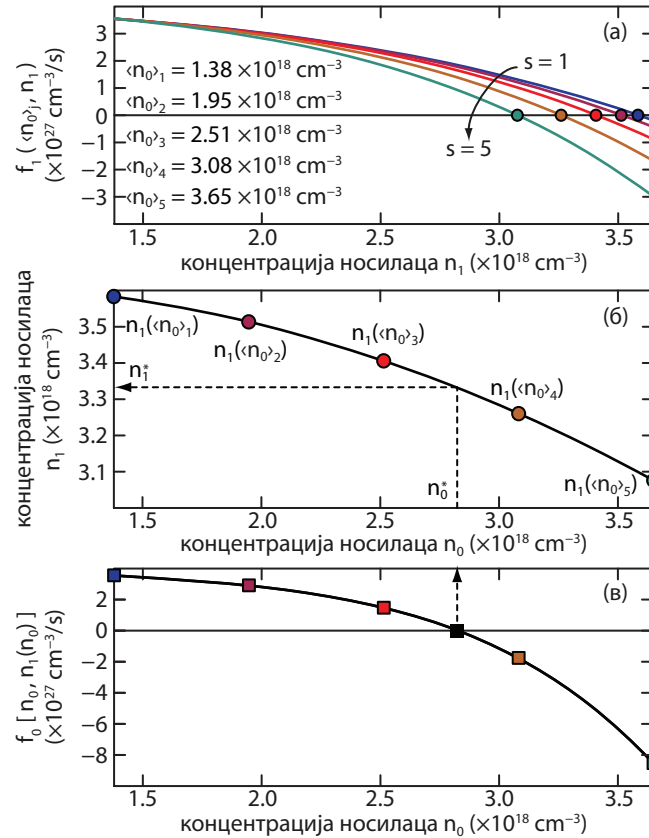 (а)
f₁ (‹n₀›ⱼ, n₁)
(×10²⁷ cm⁻³/s)
3
2
1
0
−1
−2
−3
s = 1
s = 5
‹n₀›₁ = 1.38 ×10¹⁸ cm⁻³
‹n₀›₂ = 1.95 ×10¹⁸ cm⁻³
‹n₀›₃ = 2.51 ×10¹⁸ cm⁻³
‹n₀›₄ = 3.08 ×10¹⁸ cm⁻³
‹n₀›₅ = 3.65 ×10¹⁸ cm⁻³
1.5 2.0 2.5 3.0 3.5
концентрација носилаца n₁ (×10¹⁸ cm⁻³)
(б)
концентрација носилаца
n₁ (×10¹⁸ cm⁻³)
3.5
3.4
3.3
3.2
3.1
n₁(‹n₀›₁)
n₁(‹n₀›₂)
n₁(‹n₀›₃)
n₁(‹n₀›₄)
n₁(‹n₀›₅)
n₁*
n₀*
1.5 2.0 2.5 3.0 3.5
концентрација носилаца n₀ (×10¹⁸ cm⁻³)
(в)
f₀ [ n₀, n₁(n₀) ]
(×10²⁷ cm⁻³/s)
2
0
−2
−4
−6
−8
1.5 2.0 2.5 3.0 3.5
концентрација носилаца n₀ (×10¹⁸ cm⁻³)